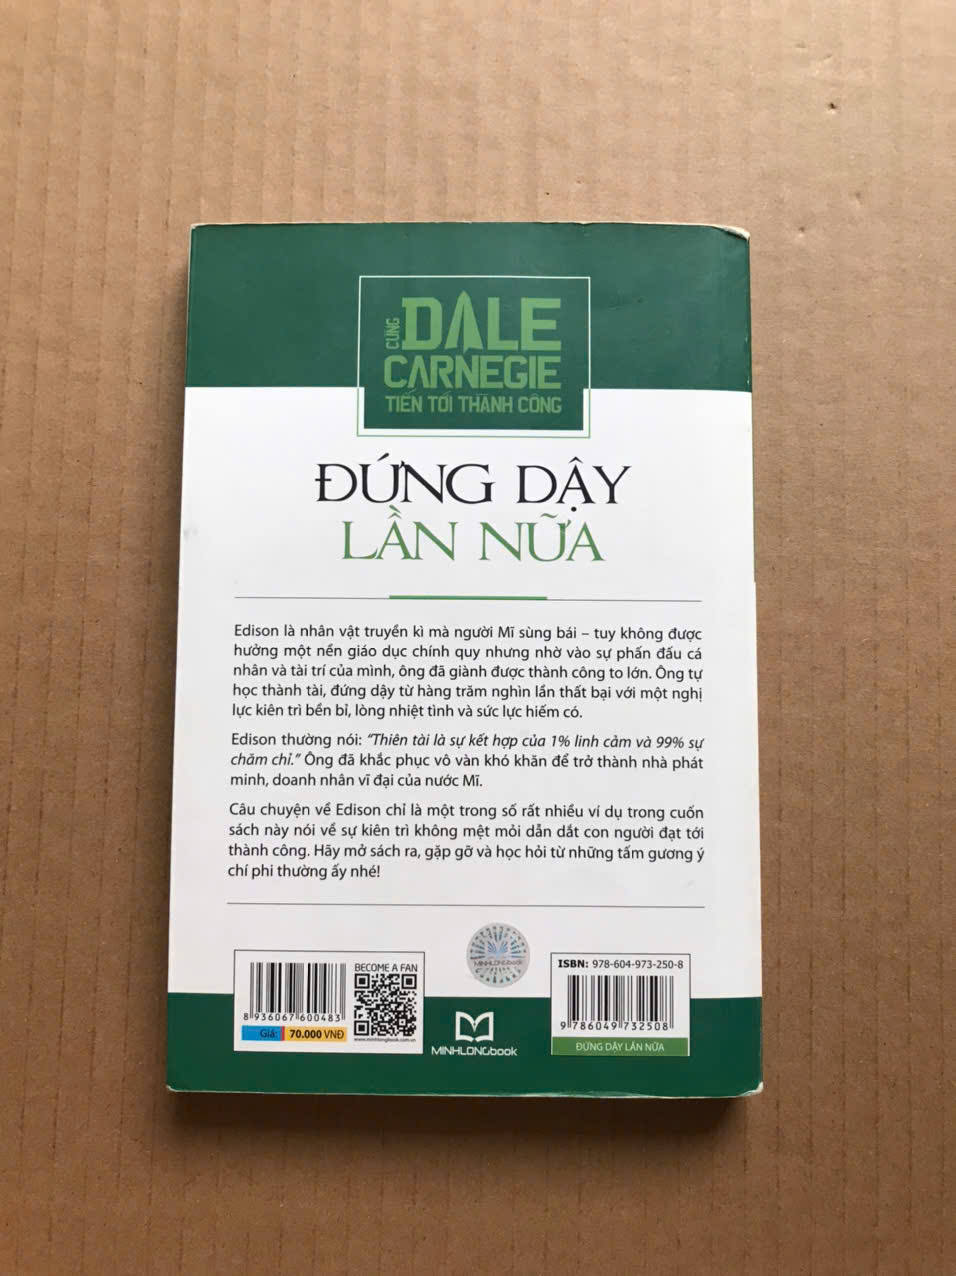 CÙNG
DALE
CARNEGIE
TIẾN TỚI THÀNH CÔNG
ĐỨNG DẬY
LẦN NỮA
Edison là nhân vật truyền kì mà người Mĩ sùng bái – tuy không được
hưởng một nền giáo dục chính quy nhưng nhờ vào sự phấn đấu cá
nhân và tài trí của mình, ông đã giành được thành công to lớn. Ông tự
học thành tài, đứng dậy từ hàng trăm nghìn lần thất bại với một nghị
lực kiên trì bền bỉ, lòng nhiệt tình và sức lực hiếm có.
Edison thường nói: “Thiên tài là sự kết hợp của 1% linh cảm và 99% sự
chăm chỉ.” Ông đã khắc phục vô vàn khó khăn để trở thành nhà phát
minh, doanh nhân vĩ đại của nước Mĩ.
Câu chuyện về Edison chỉ là một trong số rất nhiều ví dụ trong cuốn
sách này nói về sự kiên trì không mệt mỏi dẫn dắt con người đạt tới
thành công. Hãy mở sách ra, gặp gỡ và học hỏi từ những tấm gương ý
chí phi thường ấy nhé!
BECOME A FAN
8 936067 600483
Giá: 70.000 VNĐ
www.minhlongbook.com.vn
MINHLONGbook
MINHLONGbook
ISBN: 978-604-973-250-8
9 786049 732508
ĐỨNG DẬY LẦN NỮA